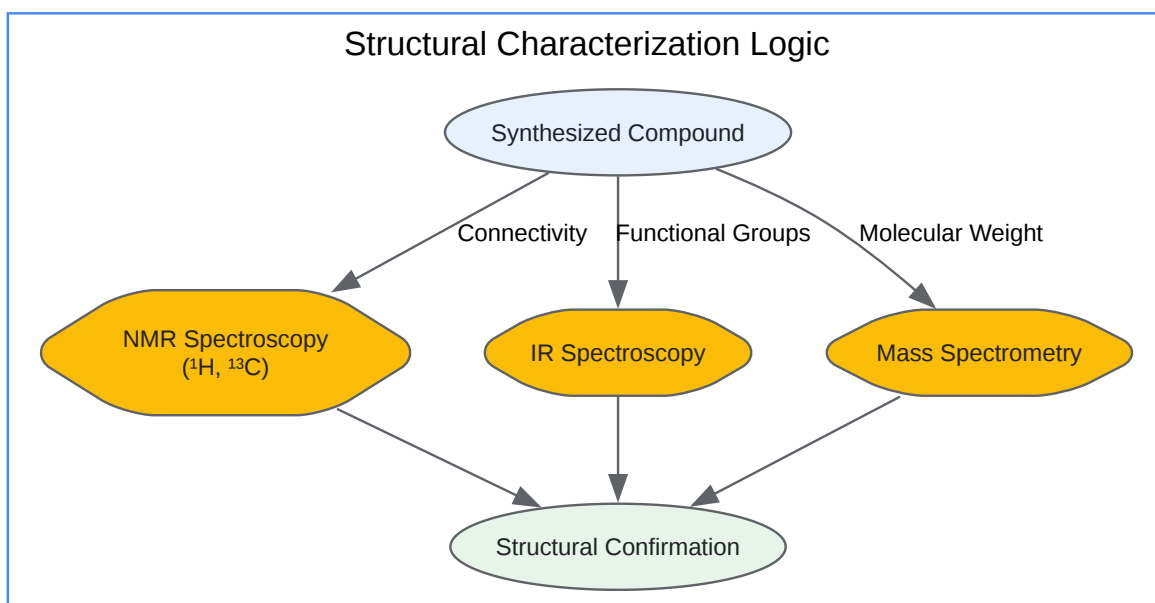 Structural Characterization Logic
Synthesized Compound
Connectivity
Functional Groups
Molecular Weight
NMR Spectroscopy
(¹H, ¹³C)
IR Spectroscopy
Mass Spectrometry
Structural Confirmation